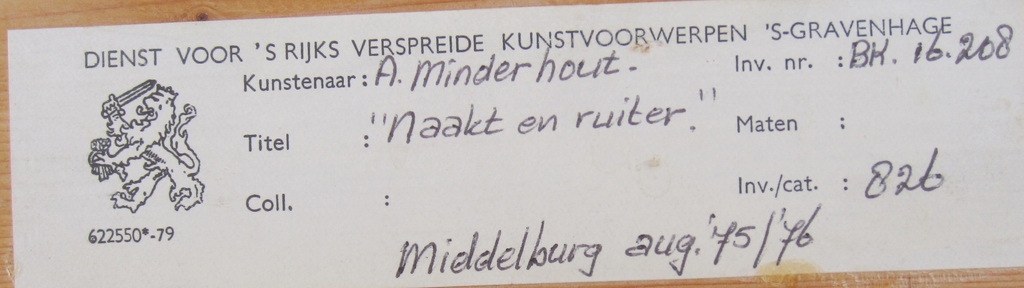 DIENST VOOR 'S RIJKS VERSPREIDE KUNSTVOORWERPEN 'S-GRAVENHAGE
Kunstenaar : A. Minderhout. Inv. nr. : BK. 16.208
Titel : "Naakt en ruiter." Maten :
Coll. : Inv./cat. : 826
622550*-79
Middelburg aug. '75/'76